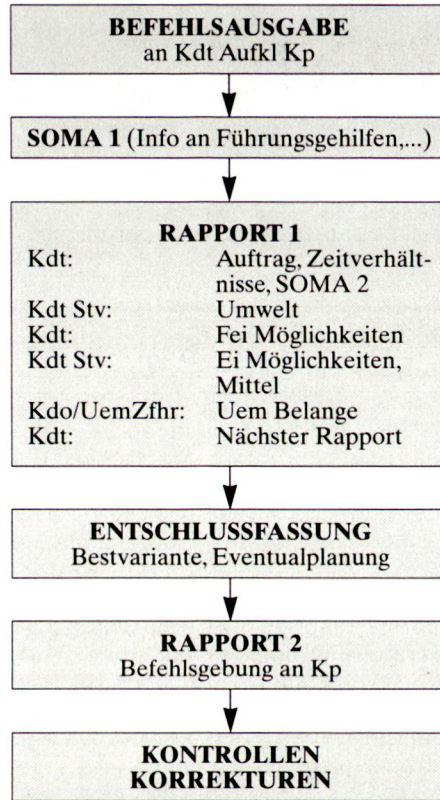 BEFEHLSAUSGABE
an Kdt Aufkl Kp
SOMA 1 (Info an Führungsgehilfen,...)
RAPPORT 1
Kdt: Auftrag, Zeitverhält-
nisse, SOMA 2
Kdt Stv: Umwelt
Kdt: Fei Möglichkeiten
Kdt Stv: Ei Möglichkeiten,
Mittel
Kdo/UemZfhr: Uem Belange
Kdt: Nächster Rapport
ENTSCHLUSSFASSUNG
Bestvariante, Eventualplanung
RAPPORT 2
Befehlsgebung an Kp
KONTROLLEN
KORREKTUREN